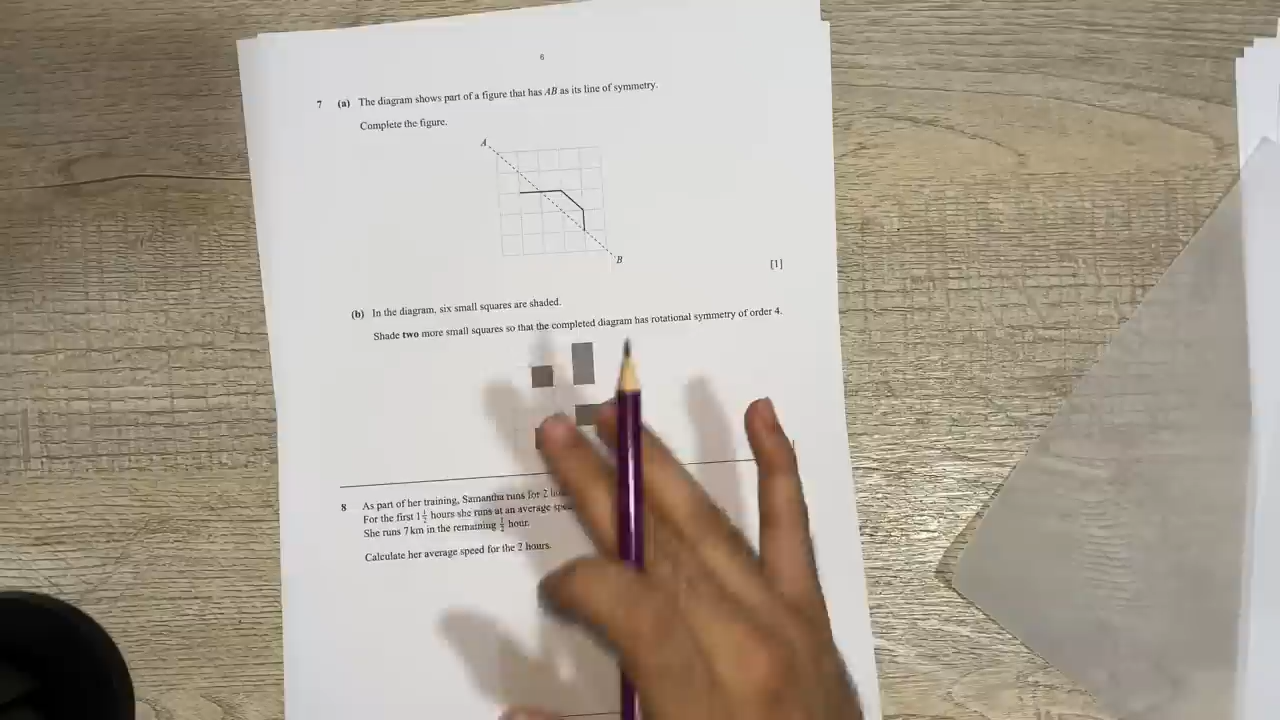 6
7 (a) The diagram shows part of a figure that has AB as its line of symmetry.
Complete the figure.
A
B
[1]
(b) In the diagram, six small squares are shaded.
Shade two more small squares so that the completed diagram has rotational symmetry of order 4.
8 As part of her training, Samantha runs for 2
For the first 1 1/2 hours she runs at an average
She runs 7 km in the remaining 1/2 hour.
Calculate her average speed for the 2 hours.